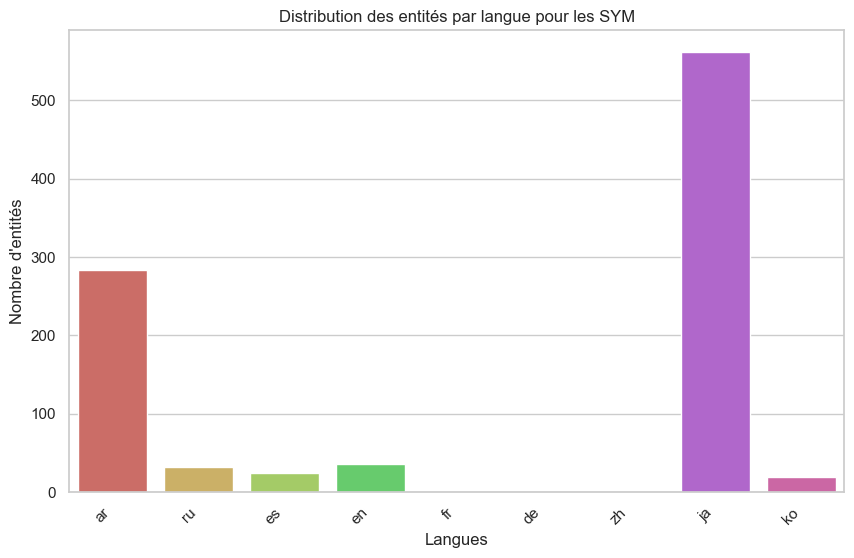 Distribution des entités par langue pour les SYM
Nombre d'entités
500
400
300
200
100
0
ar
ru
es
en
fr
de
zh
ja
ko
Langues